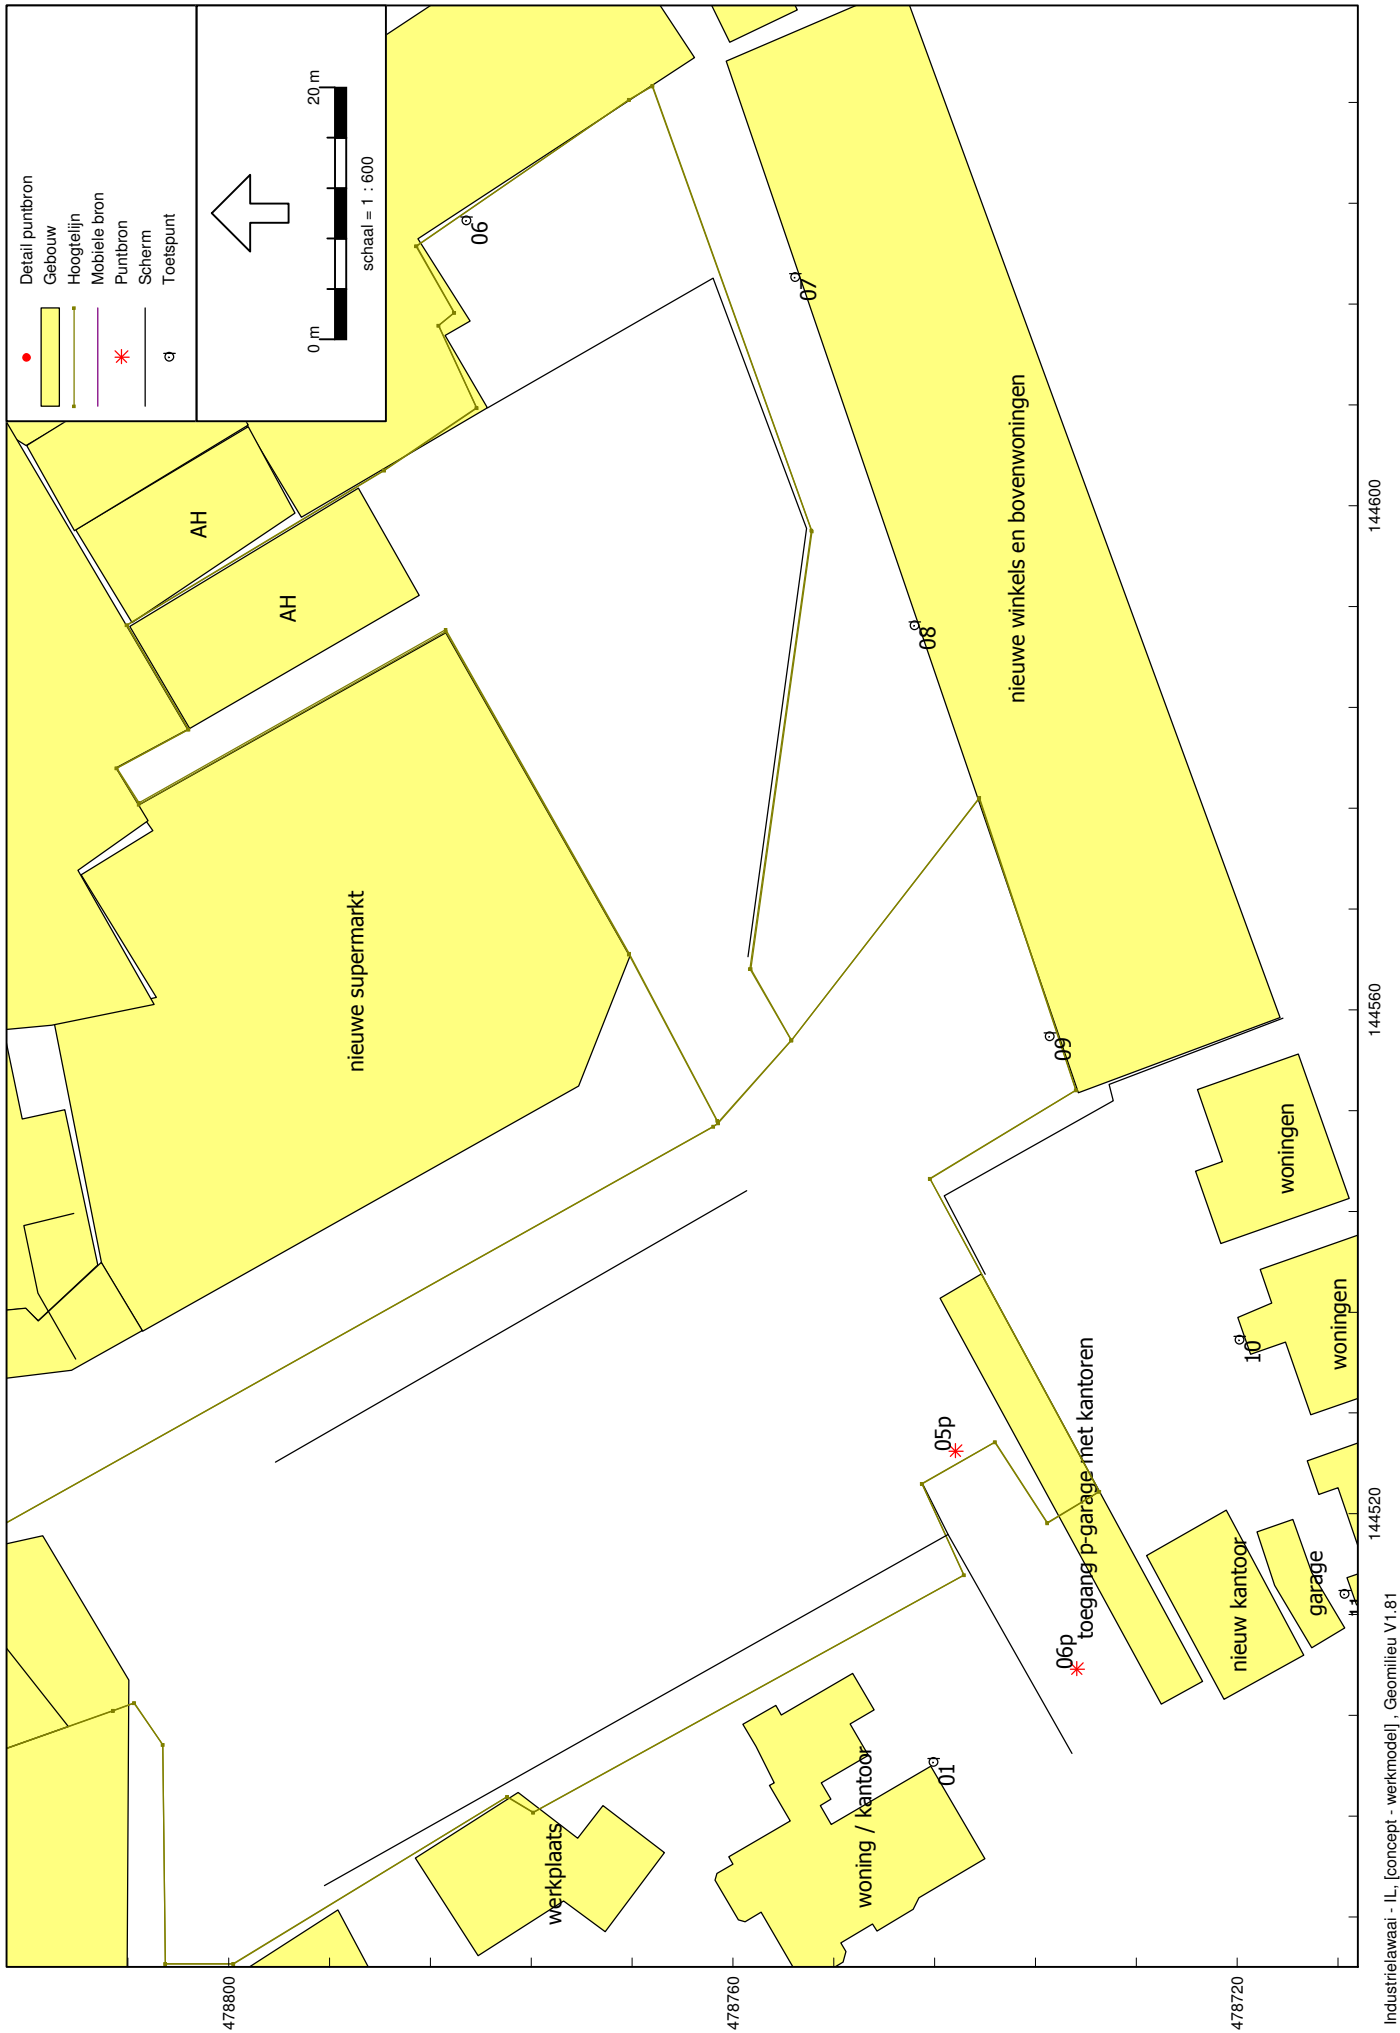 Detail puntbron
Gebouw
Hoogtelijn
Mobiele bron
Puntbron
Scherm
Toetspunt
0 m
20 m
schaal = 1 : 600
AH
AH
nieuwe supermarkt
nieuwe winkels en bovenwoningen
06
07
08
09
10
01
05p
06p
toegang p-garage met kantoren
woningen
woningen
nieuw kantoor
garage
werkplaats
woning / kantoor
478800
478760
478720
144520
144560
144600
Industrielawaai - IL, [concept - werkmodel] , Geomilieu V1.81